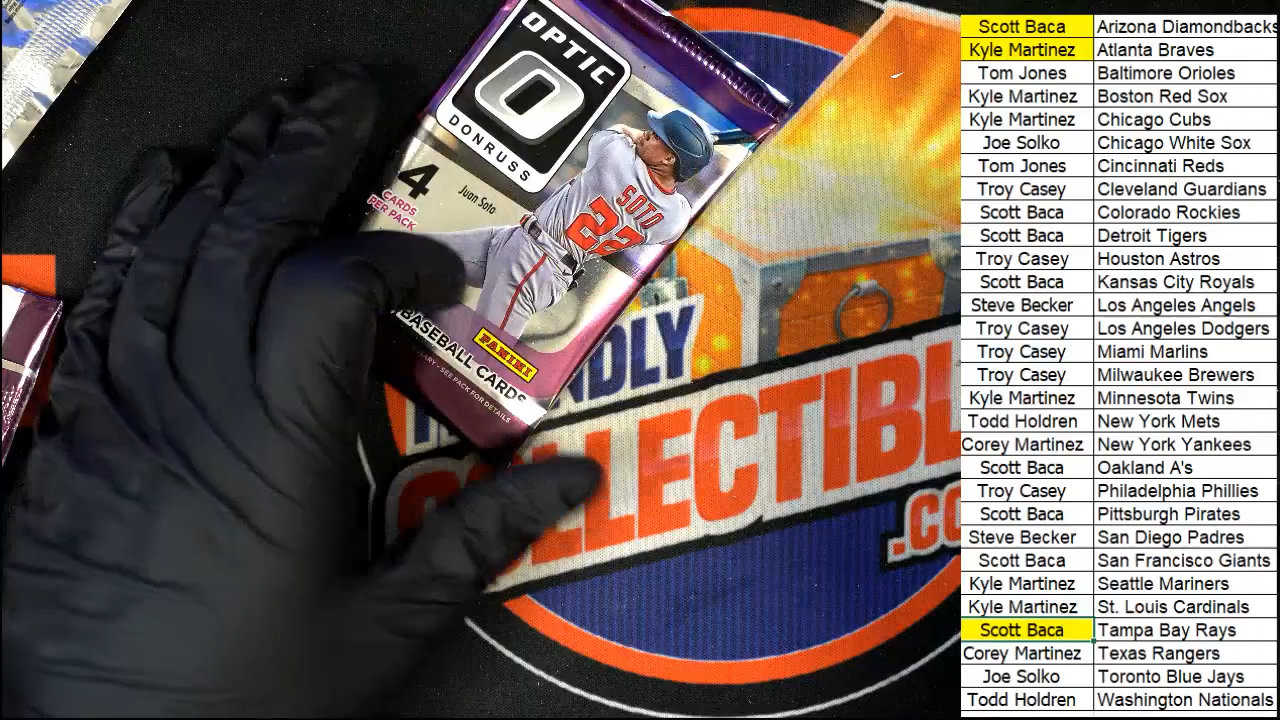 OPTIC
O
DONRUSS
4
CARDS
PER PACK
Juan Soto
SOTO
22
BASEBALL CARDS
PANINI
SEE PACK FOR DETAILS
NDLY
COLLECTIBL
.CO
Scott Baca Arizona Diamondbacks
Kyle Martinez Atlanta Braves
Tom Jones Baltimore Orioles
Kyle Martinez Boston Red Sox
Kyle Martinez Chicago Cubs
Joe Solko Chicago White Sox
Tom Jones Cincinnati Reds
Troy Casey Cleveland Guardians
Scott Baca Colorado Rockies
Scott Baca Detroit Tigers
Troy Casey Houston Astros
Scott Baca Kansas City Royals
Steve Becker Los Angeles Angels
Troy Casey Los Angeles Dodgers
Troy Casey Miami Marlins
Troy Casey Milwaukee Brewers
Kyle Martinez Minnesota Twins
Todd Holdren New York Mets
Corey Martinez New York Yankees
Scott Baca Oakland A's
Troy Casey Philadelphia Phillies
Scott Baca Pittsburgh Pirates
Steve Becker San Diego Padres
Scott Baca San Francisco Giants
Kyle Martinez Seattle Mariners
Kyle Martinez St. Louis Cardinals
Scott Baca Tampa Bay Rays
Corey Martinez Texas Rangers
Joe Solko Toronto Blue Jays
Todd Holdren Washington Nationals